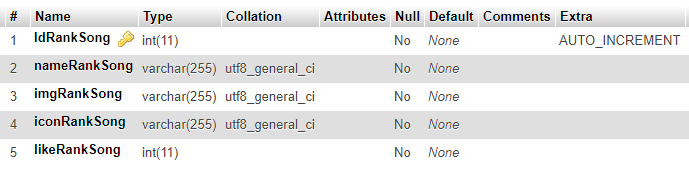 # Name Type Collation Attributes Null Default Comments Extra
1 IdRankSong int(11) No None AUTO_INCREMENT
2 nameRankSong varchar(255) utf8_general_ci No None
3 imgRankSong varchar(255) utf8_general_ci No None
4 iconRankSong varchar(255) utf8_general_ci No None
5 likeRankSong int(11) No None